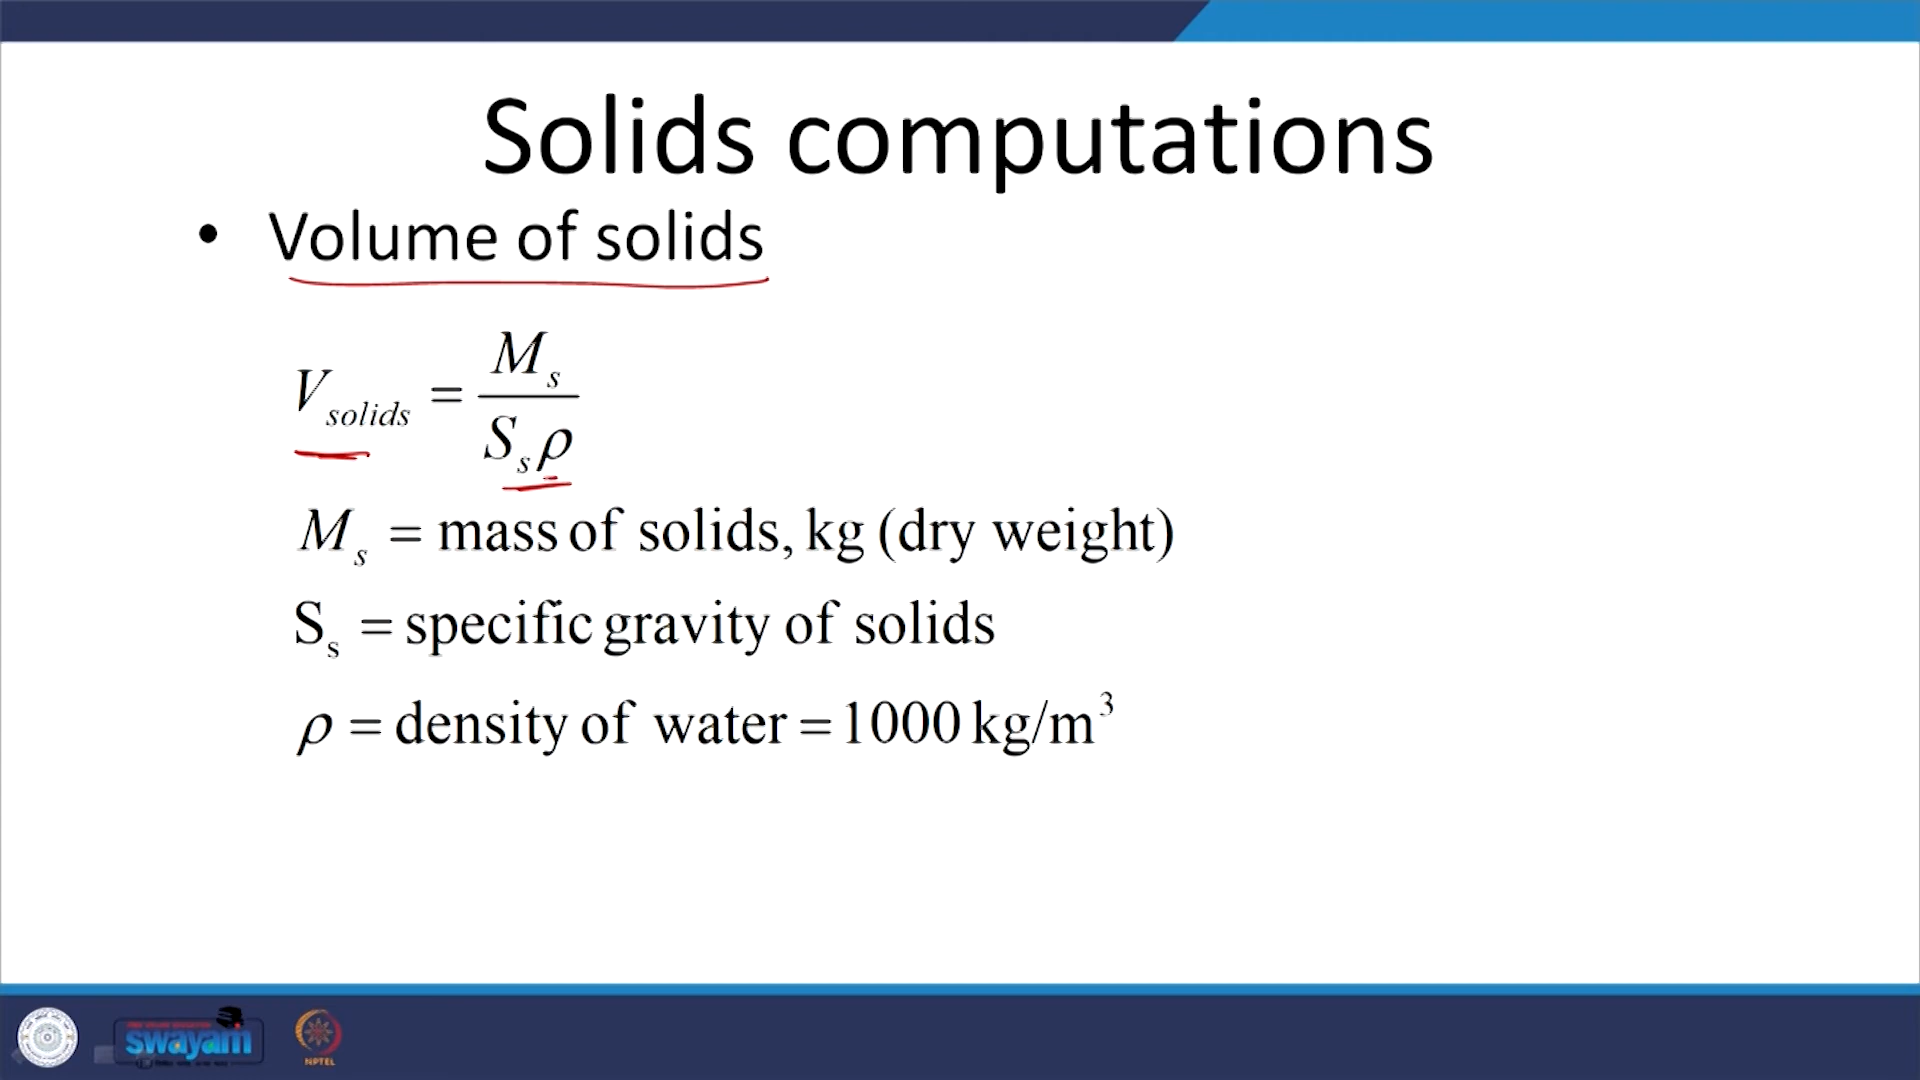 Solids computations
• Volume of solids
V_solids = M_s / S_s ρ
M_s = mass of solids, kg (dry weight)
S_s = specific gravity of solids
ρ = density of water = 1000 kg/m³
swayam
NPTEL